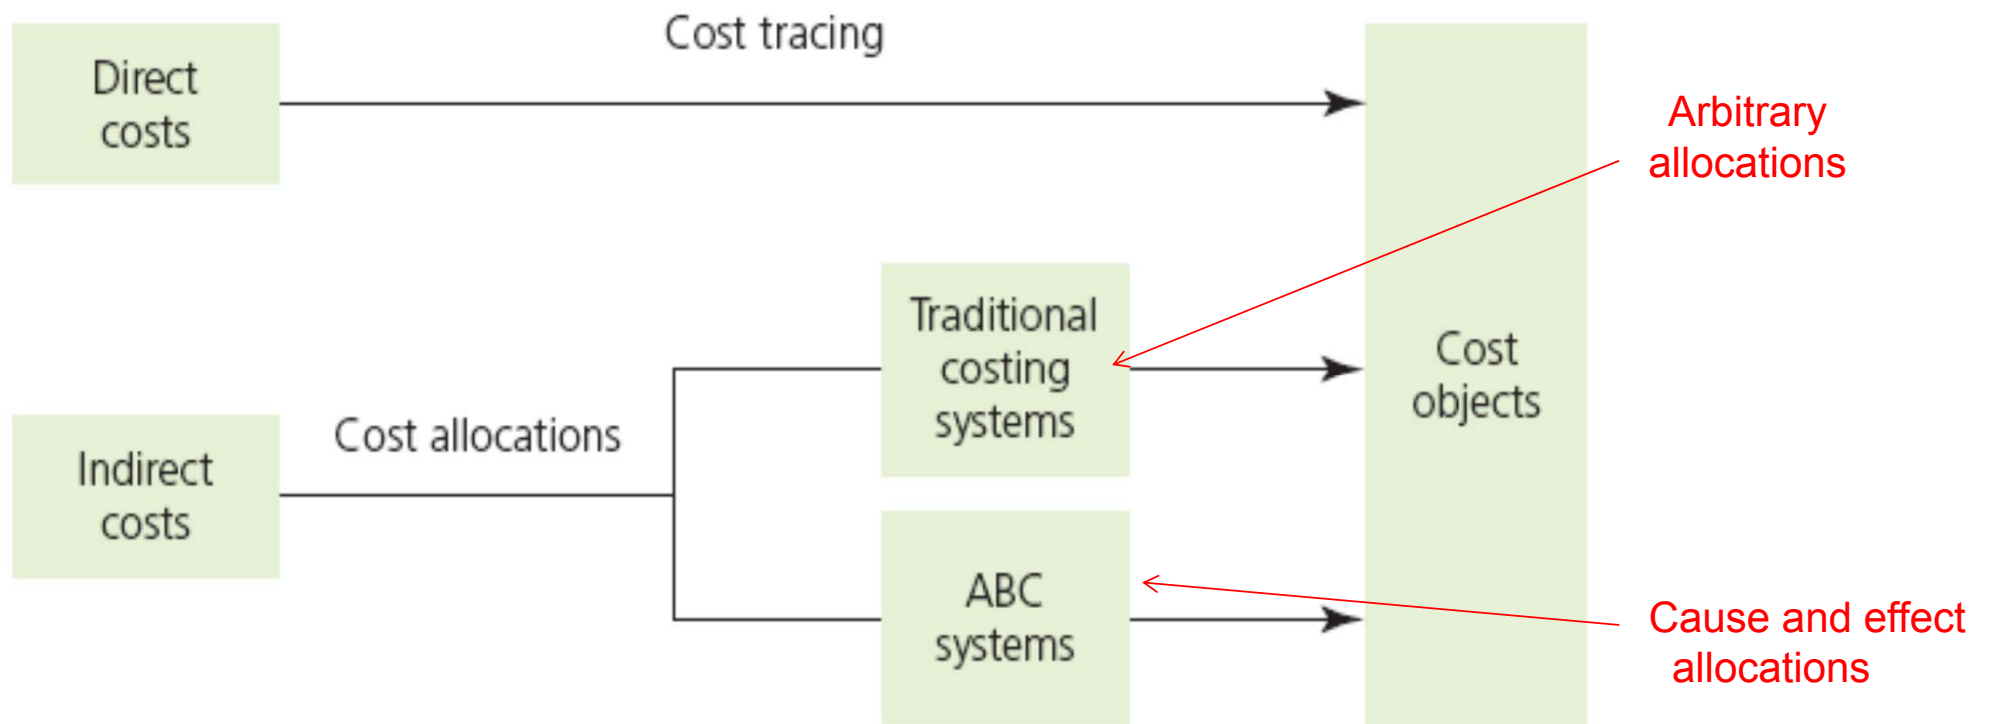 Cost tracing
Direct
costs
Arbitrary
allocations
Traditional
costing
systems
Cost
objects
Cost allocations
Indirect
costs
ABC
systems
Cause and effect
allocations